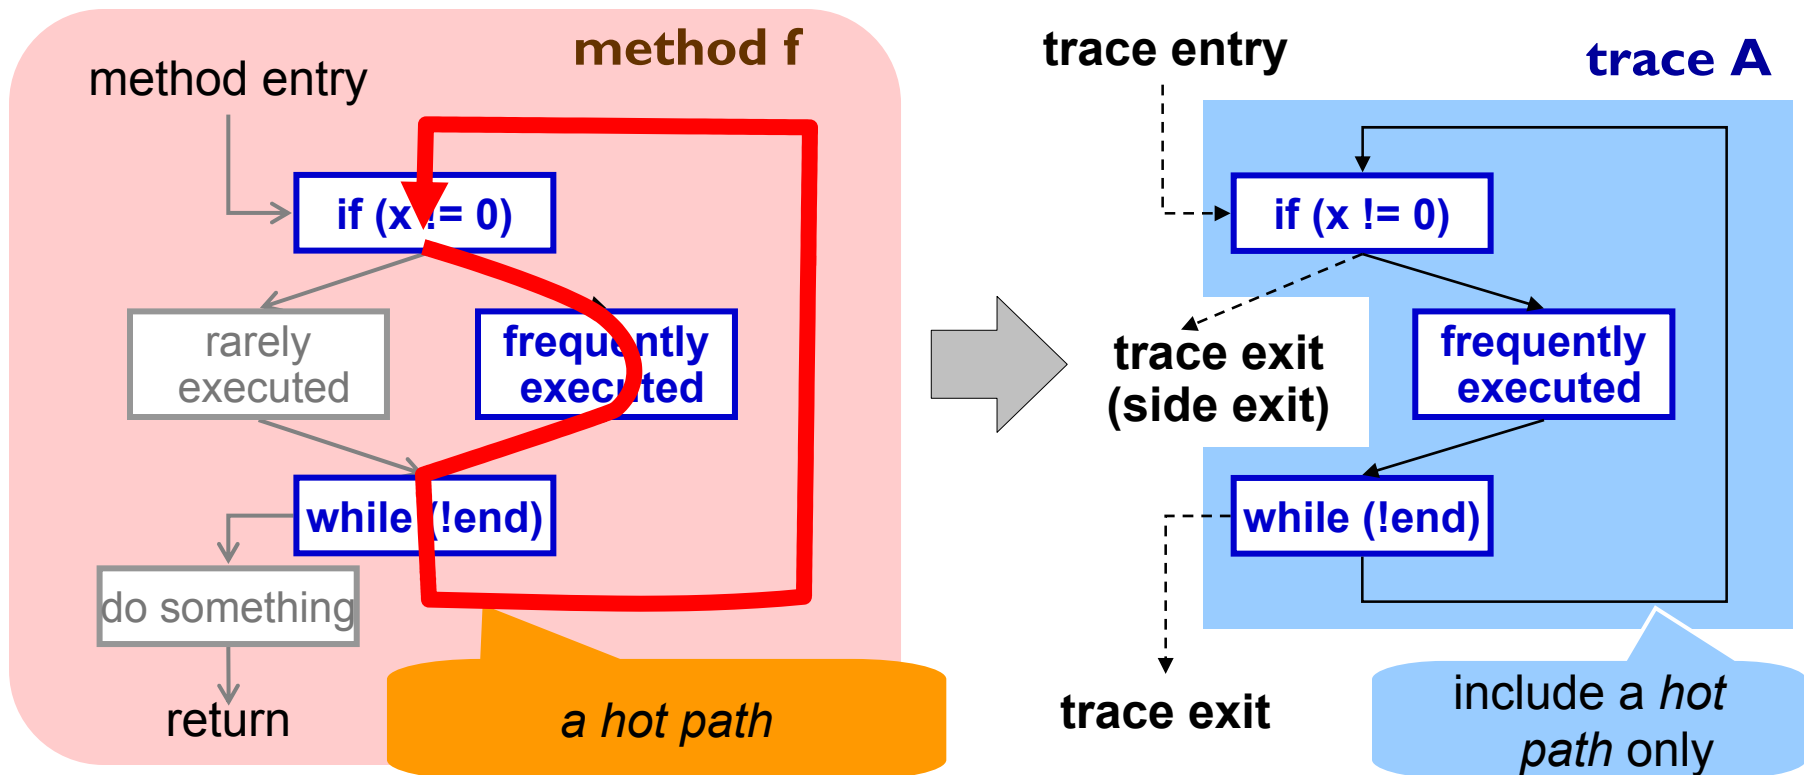 method f
method entry
if (x != 0)
rarely
executed
frequently
executed
while (!end)
do something
return
a hot path
trace entry
trace A
if (x != 0)
trace exit
(side exit)
frequently
executed
while (!end)
trace exit
include a hot
path only